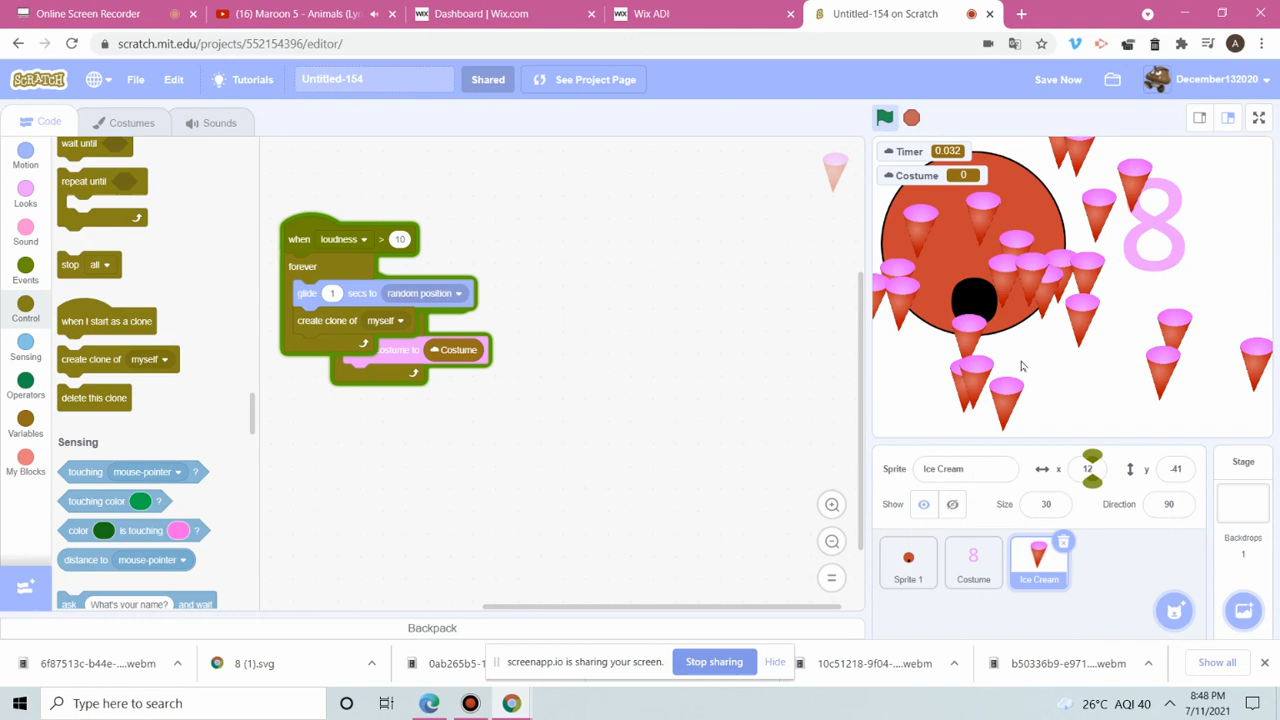 Online Screen Recorder
(16) Maroon 5 - Animals (Ly
Dashboard | Wix.com
Wix ADI
Untitled-154 on Scratch
scratch.mit.edu/projects/552154396/editor/
A
SCRATCH
File
Edit
Tutorials
Untitled-154
Shared
See Project Page
Save Now
December132020
Code
Costumes
Sounds
Motion
Looks
Sound
Events
Control
Sensing
Operators
Variables
My Blocks
wait until
repeat until
stop all
when I start as a clone
create clone of myself
delete this clone
Sensing
touching mouse-pointer ?
touching color ?
color is touching ?
distance to mouse-pointer
ask What's your name? and wait
when loudness > 10
forever
glide 1 secs to random position
create clone of myself
costume to Costume
Timer 0.032
Costume 0
8
Sprite Ice Cream
x 12
y -41
Show
Size 30
Direction 90
Sprite 1
8
Costume
Ice Cream
Stage
Backdrops
1
Backpack
6f87513c-b44e-....webm
8 (1).svg
0ab265b5-1
screenapp.io is sharing your screen.
Stop sharing
Hide
10c51218-9f04-....webm
b50336b9-e971....webm
Show all
Type here to search
26°C AQI 40
8:48 PM
7/11/2021